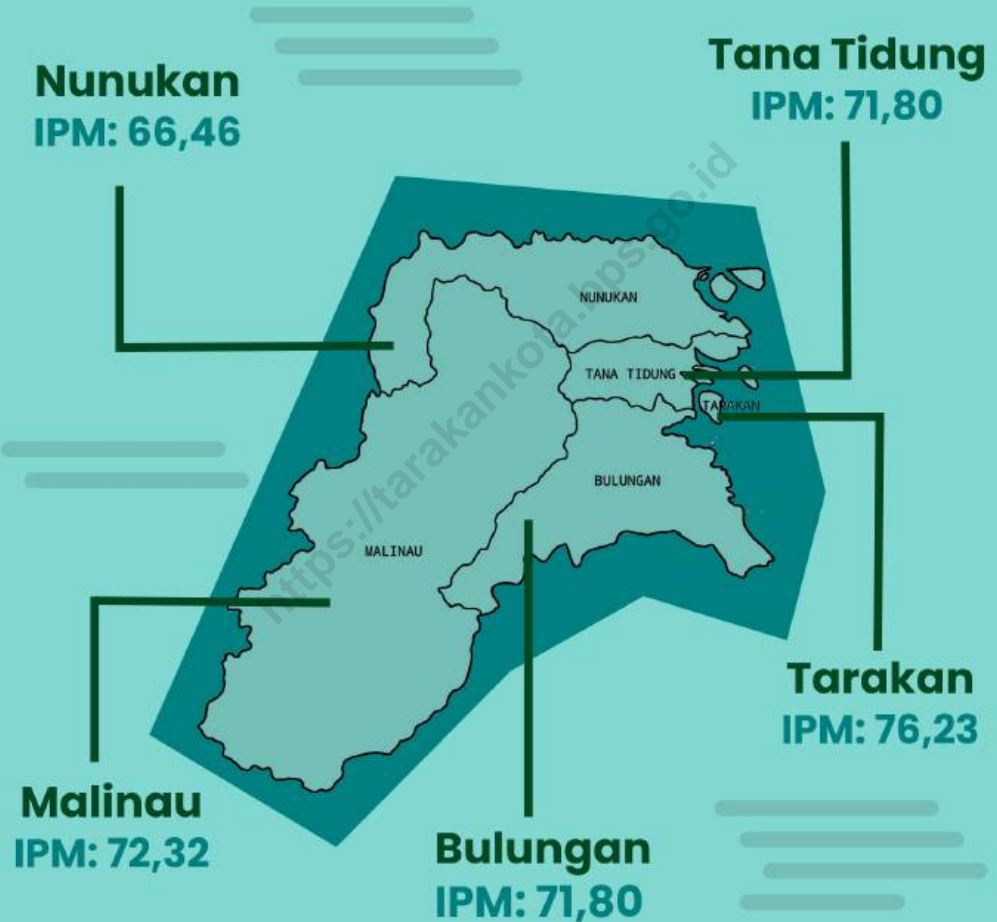 Nunukan
IPM: 66,46
Tana Tidung
IPM: 71,80
NUNUKAN
TANA TIDUNG
TARAKAN
BULUNGAN
MALINAU
https://tarakankota.bps.go.id
Tarakan
IPM: 76,23
Malinau
IPM: 72,32
Bulungan
IPM: 71,80